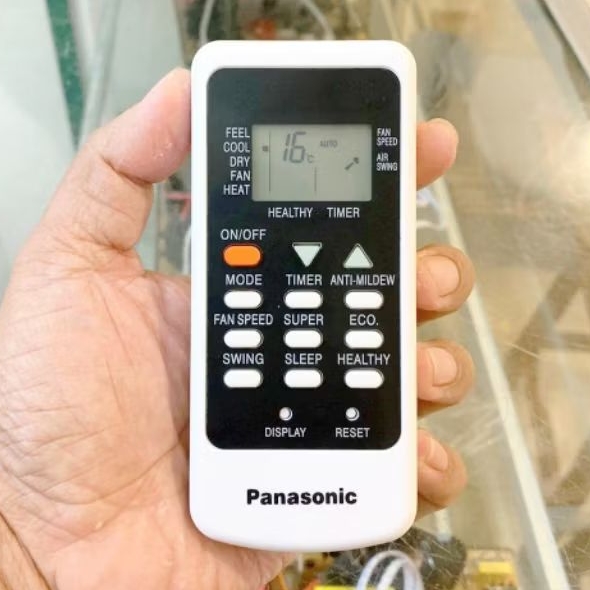 FEEL
COOL
DRY
FAN
HEAT
16°C
AUTO
FAN
SPEED
AIR
SWING
HEALTHY TIMER
ON/OFF
MODE TIMER ANTI-MILDEW
FAN SPEED SUPER ECO.
SWING SLEEP HEALTHY
DISPLAY RESET
Panasonic